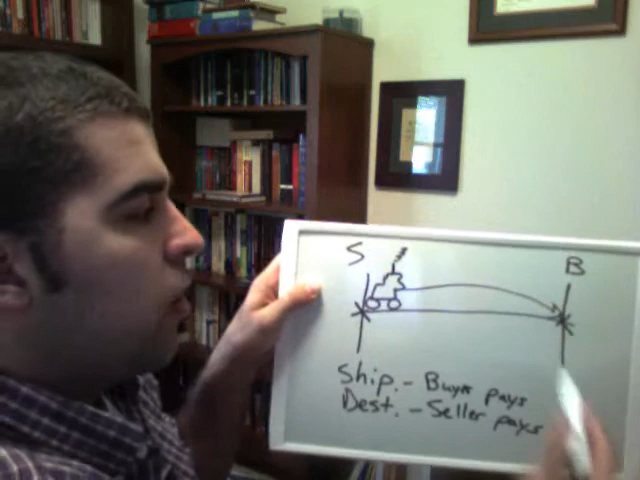 S B
Ship. - Buyer pays
Dest. - Seller pays